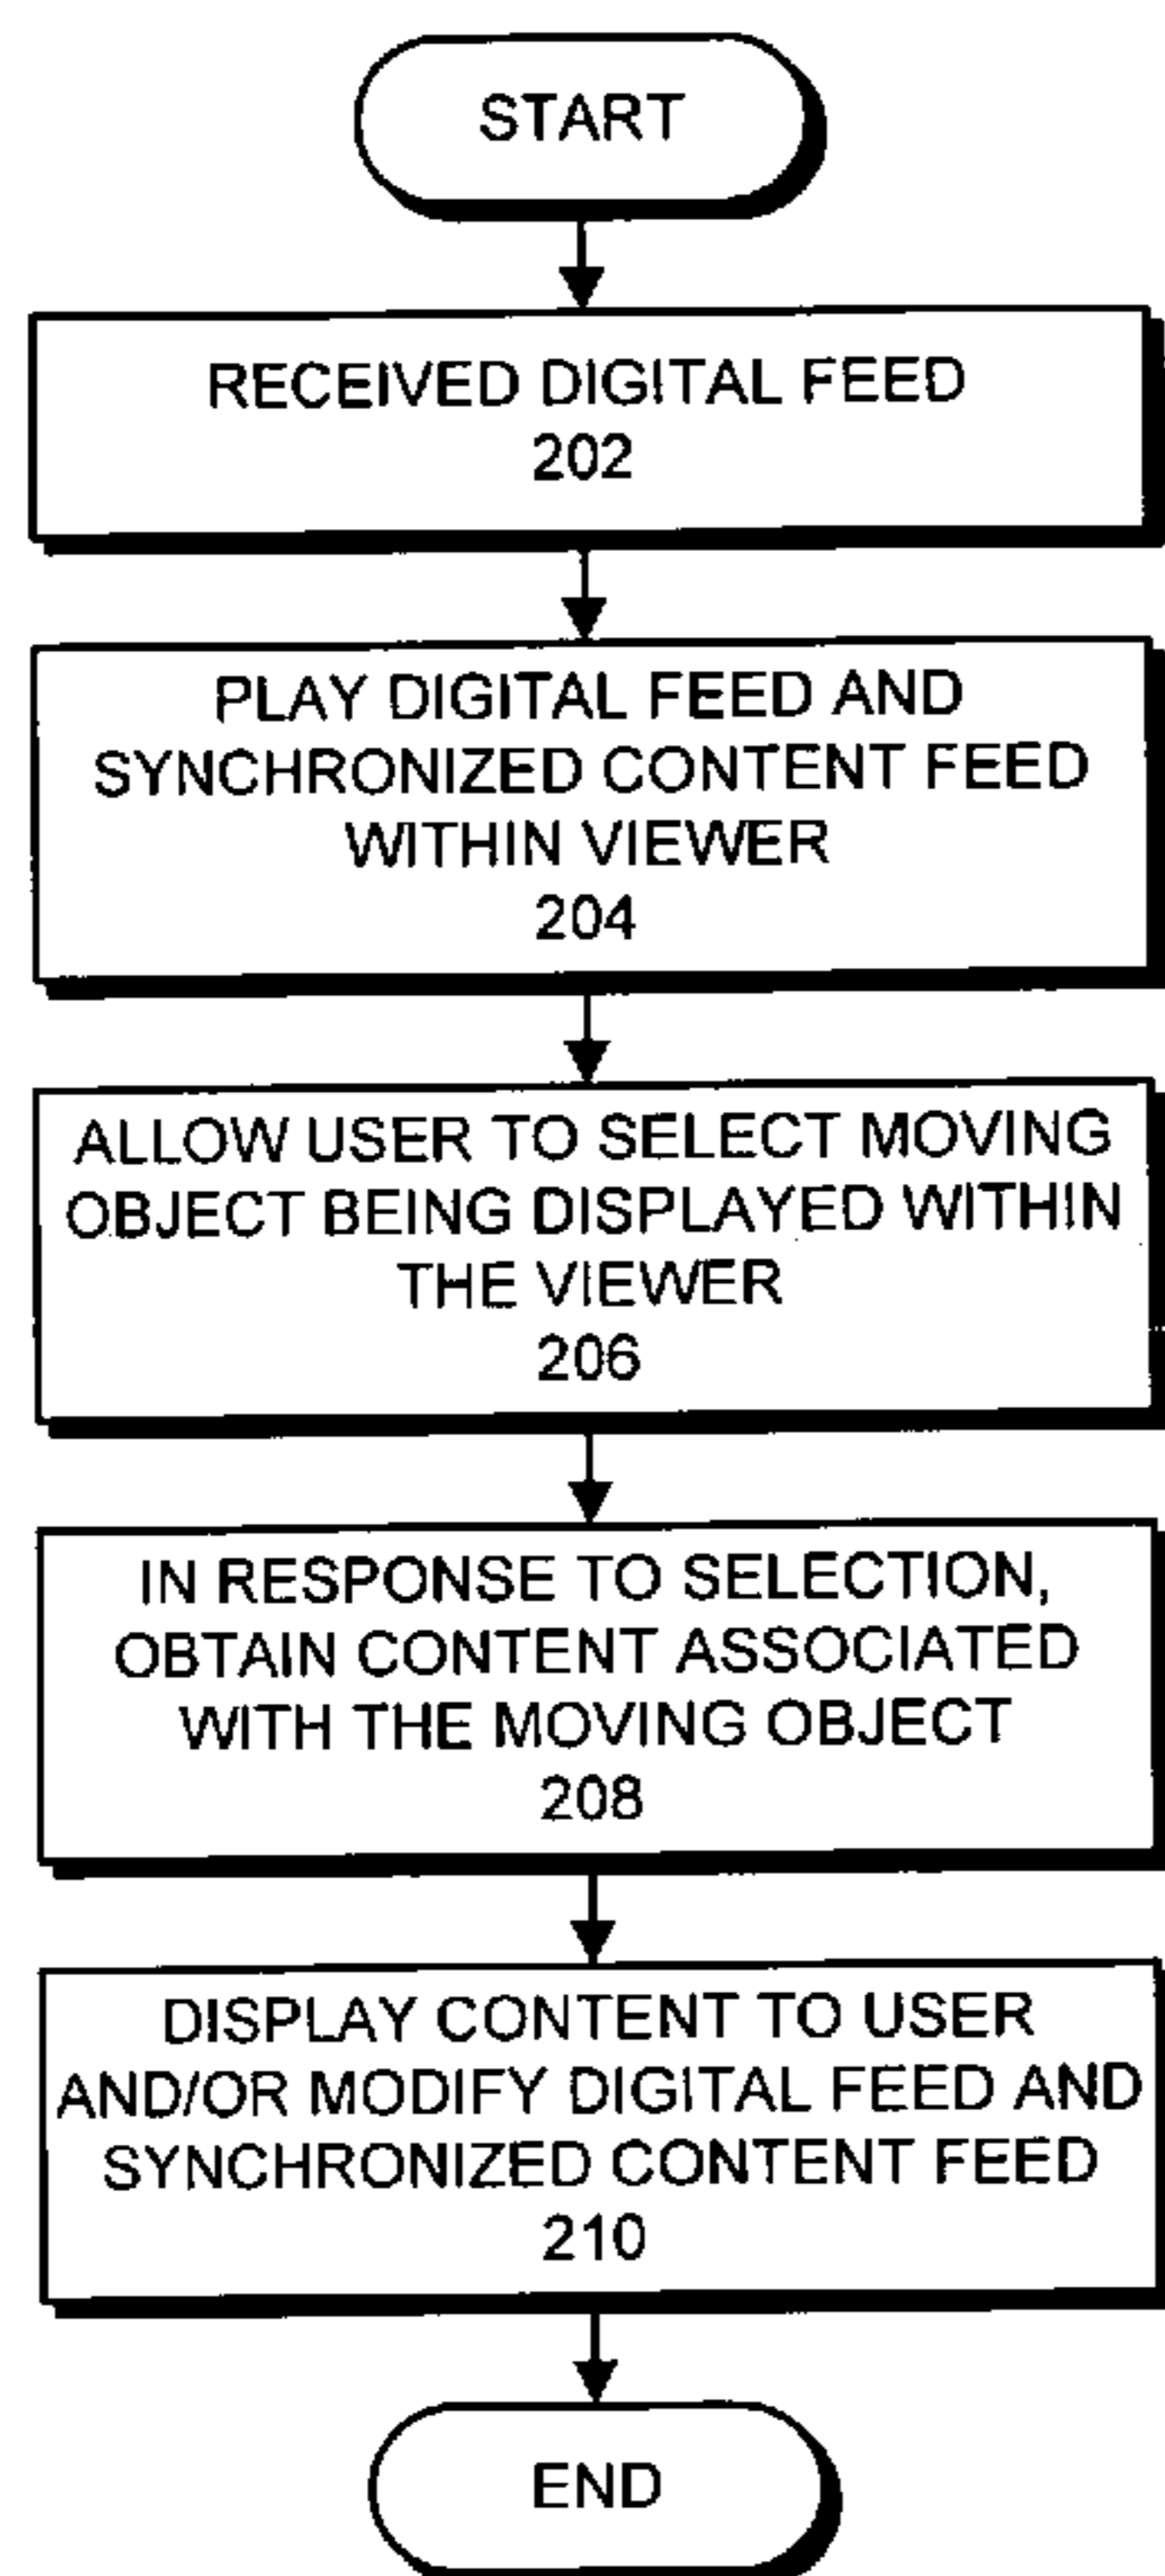 START
RECEIVED DIGITAL FEED
202
PLAY DIGITAL FEED AND
SYNCHRONIZED CONTENT FEED
WITHIN VIEWER
204
ALLOW USER TO SELECT MOVING
OBJECT BEING DISPLAYED WITHIN
THE VIEWER
206
IN RESPONSE TO SELECTION,
OBTAIN CONTENT ASSOCIATED
WITH THE MOVING OBJECT
208
DISPLAY CONTENT TO USER
AND/OR MODIFY DIGITAL FEED AND
SYNCHRONIZED CONTENT FEED
210
END